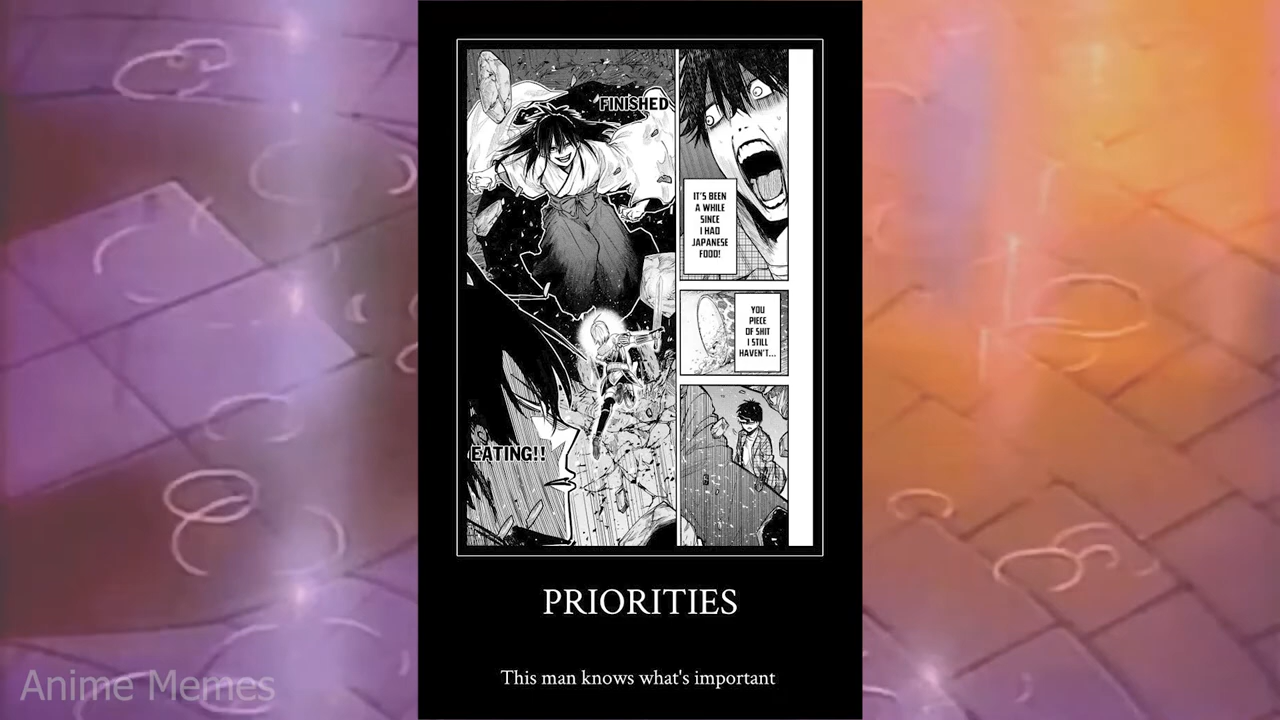 IT'S BEEN
A WHILE
SINCE
I HAD
JAPANESE
FOOD!
YOU
PIECE
OF SHIT
I STILL
HAVEN'T...
FINISHED
EATING!!
PRIORITIES
This man knows what's important
Anime Memes